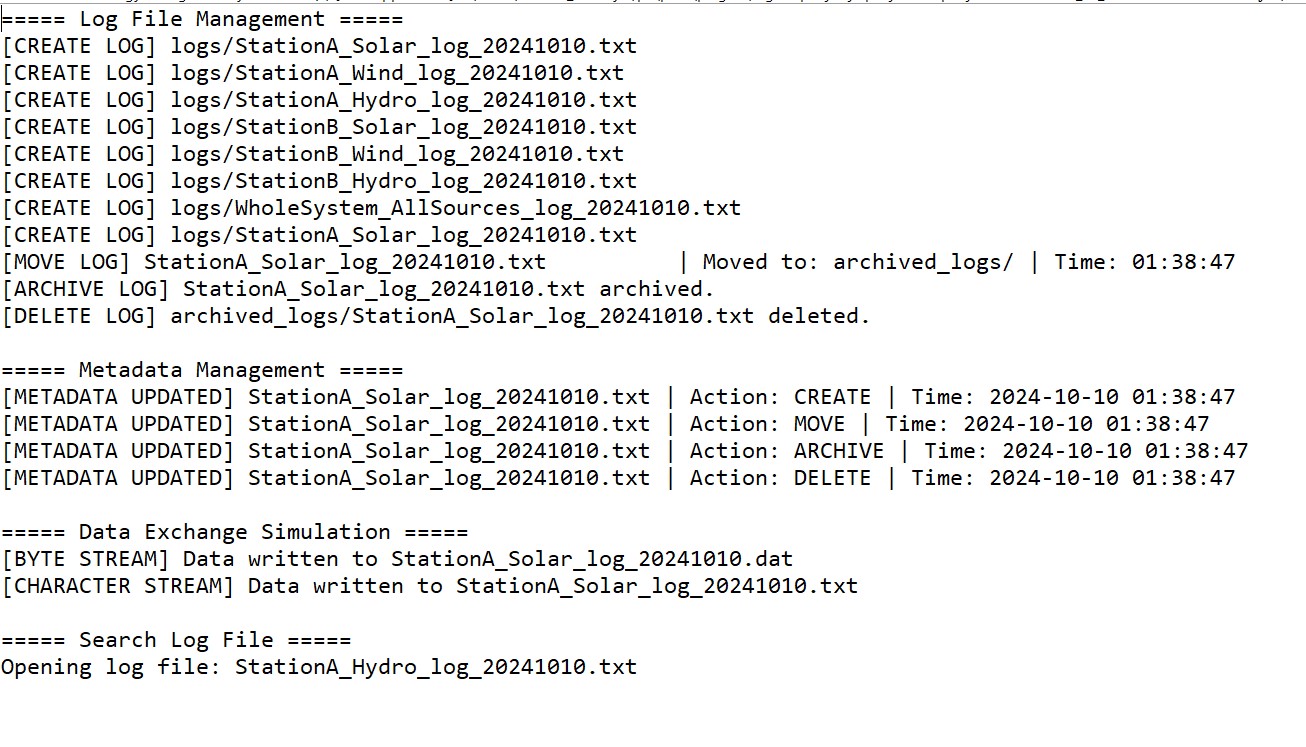 ===== Log File Management =====
[CREATE LOG] logs/StationA_Solar_log_20241010.txt
[CREATE LOG] logs/StationA_Wind_log_20241010.txt
[CREATE LOG] logs/StationA_Hydro_log_20241010.txt
[CREATE LOG] logs/StationB_Solar_log_20241010.txt
[CREATE LOG] logs/StationB_Wind_log_20241010.txt
[CREATE LOG] logs/StationB_Hydro_log_20241010.txt
[CREATE LOG] logs/WholeSystem_AllSources_log_20241010.txt
[CREATE LOG] logs/StationA_Solar_log_20241010.txt
[MOVE LOG] StationA_Solar_log_20241010.txt          | Moved to: archived_logs/ | Time: 01:38:47
[ARCHIVE LOG] StationA_Solar_log_20241010.txt archived.
[DELETE LOG] archived_logs/StationA_Solar_log_20241010.txt deleted.

===== Metadata Management =====
[METADATA UPDATED] StationA_Solar_log_20241010.txt | Action: CREATE | Time: 2024-10-10 01:38:47
[METADATA UPDATED] StationA_Solar_log_20241010.txt | Action: MOVE | Time: 2024-10-10 01:38:47
[METADATA UPDATED] StationA_Solar_log_20241010.txt | Action: ARCHIVE | Time: 2024-10-10 01:38:47
[METADATA UPDATED] StationA_Solar_log_20241010.txt | Action: DELETE | Time: 2024-10-10 01:38:47

===== Data Exchange Simulation =====
[BYTE STREAM] Data written to StationA_Solar_log_20241010.dat
[CHARACTER STREAM] Data written to StationA_Solar_log_20241010.txt

===== Search Log File =====
Opening log file: StationA_Hydro_log_20241010.txt